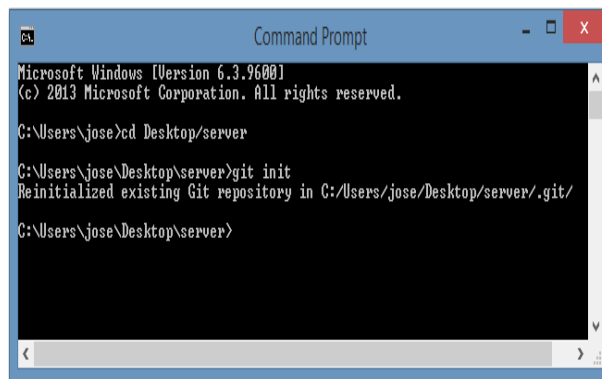 Command Prompt
Microsoft Windows [Version 6.3.9600]
(c) 2013 Microsoft Corporation. All rights reserved.
C:\Users\jose>cd Desktop/server
C:\Users\jose\Desktop\server>git init
Reinitialized existing Git repository in C:/Users/jose/Desktop/server/.git/
C:\Users\jose\Desktop\server>